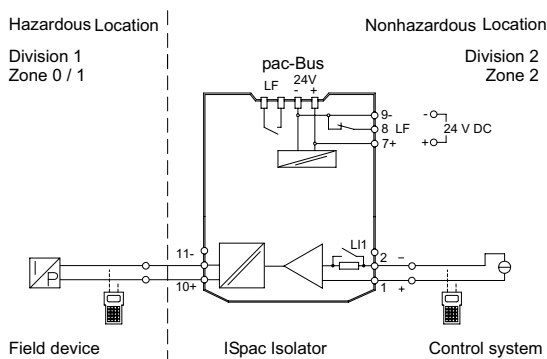 Hazardous Location
Nonhazardous Location
Division 1
Zone 0 / 1
Division 2
Zone 2
pac-Bus
LF
24V
- +
9-
8 LF
7+
-
+
24 V DC
LI1
11-
10+
2 –
1 +
I
P
Field device
ISpac Isolator
Control system